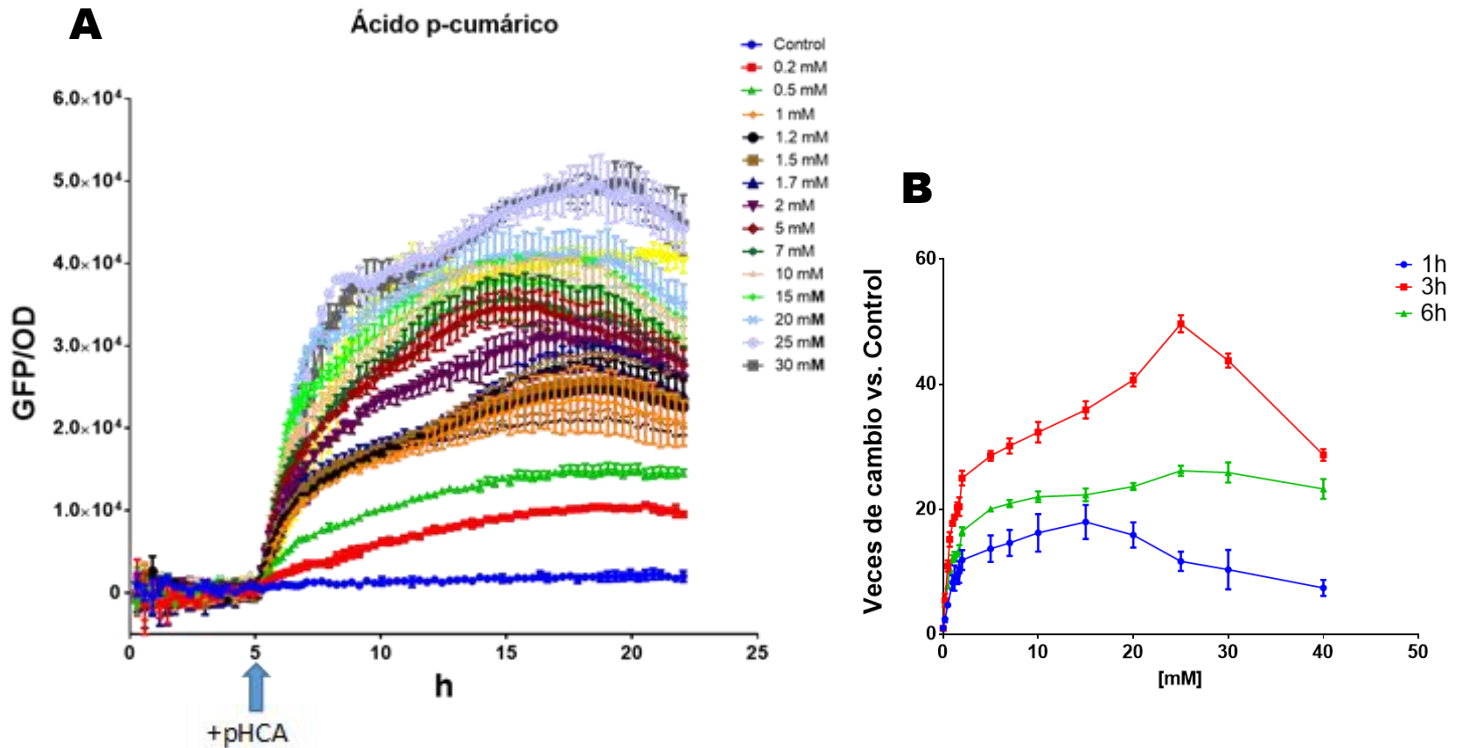 A
Ácido p-cumárico
Control
0.2 mM
0.5 mM
1 mM
1.2 mM
1.5 mM
1.7 mM
2 mM
5 mM
7 mM
10 mM
15 mM
20 mM
25 mM
30 mM
6.0×10⁴
5.0×10⁴
4.0×10⁴
3.0×10⁴
2.0×10⁴
1.0×10⁴
0
GFP/OD
0 5 10 15 20 25
h
+pHCA
B
Veces de cambio vs. Control
60
40
20
0
0 10 20 30 40 50
[mM]
1h
3h
6h